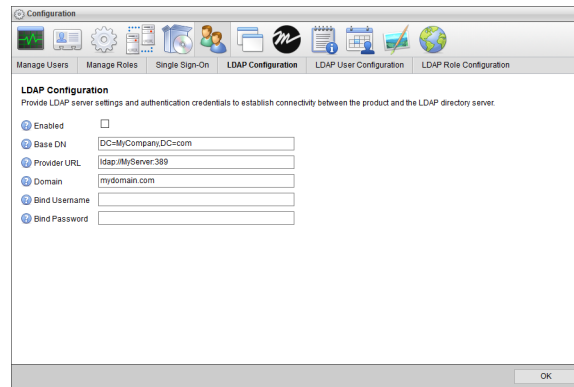 Configuration
Manage Users Manage Roles Single Sign-On LDAP Configuration LDAP User Configuration LDAP Role Configuration
LDAP Configuration
Provide LDAP server settings and authentication credentials to establish connectivity between the product and the LDAP directory server.
Enabled
Base DN DC=MyCompany,DC=com
Provider URL ldap://MyServer:389
Domain mydomain.com
Bind Username
Bind Password
OK